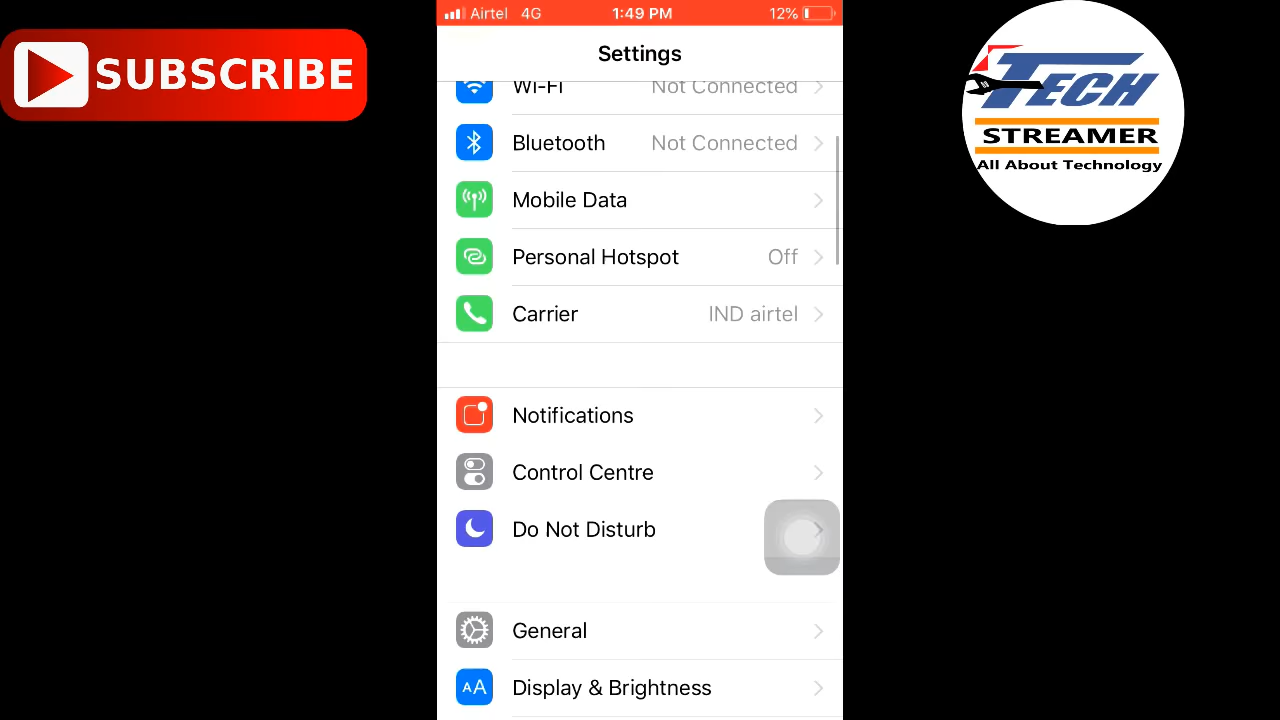 SUBSCRIBE
Airtel 4G 1:49 PM 12%
Settings
Wi-Fi Not Connected
Bluetooth Not Connected
Mobile Data
Personal Hotspot Off
Carrier IND airtel
Notifications
Control Centre
Do Not Disturb
General
AA Display & Brightness
TECH
STREAMER
All About Technology